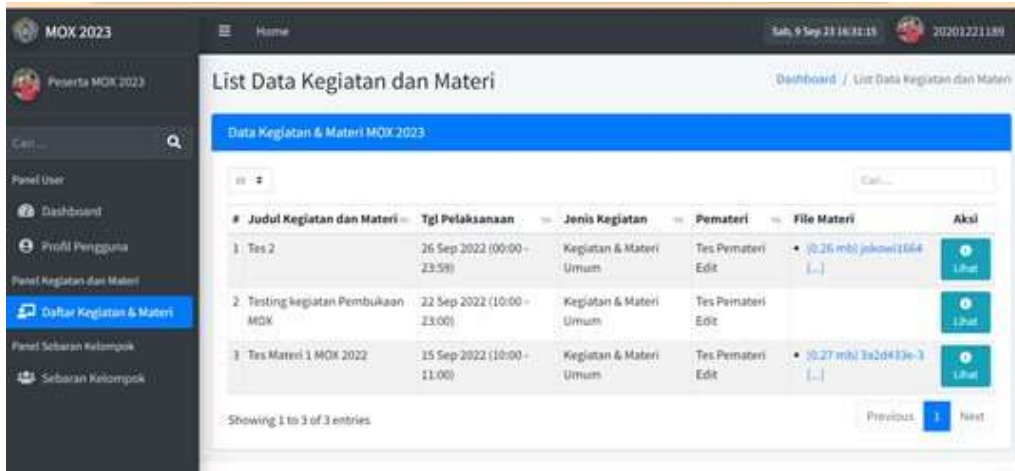 MOX 2023
Home
Sab, 9 Sep 23 16:31:15
20201221189
Peserta MOX 2023
Cari...
Panel User
Dashboard
Profil Pengguna
Panel Kegiatan dan Materi
Daftar Kegiatan & Materi
Panel Sebaran Kelompok
Sebaran Kelompok
List Data Kegiatan dan Materi
Dashboard / List Data Kegiatan dan Materi
Data Kegiatan & Materi MOX 2023
Cari...
# Judul Kegiatan dan Materi Tgl Pelaksanaan Jenis Kegiatan Pemateri File Materi Aksi
1 Tes 2 26 Sep 2022 (00:00 - Kegiatan & Materi Tes Pemateri • (0.26 mb) jokowi1664
23:59) Umum Edit [...] Lihat
2 Testing kegiatan Pembukaan 22 Sep 2022 (10:00 - Kegiatan & Materi Tes Pemateri
MOX 23:00) Umum Edit Lihat
3 Tes Materi 1 MOX 2022 15 Sep 2022 (10:00 - Kegiatan & Materi Tes Pemateri • (0.27 mb) 3a2d433e-3
11:00) Umum Edit [...] Lihat
Showing 1 to 3 of 3 entries
Previous 1 Next